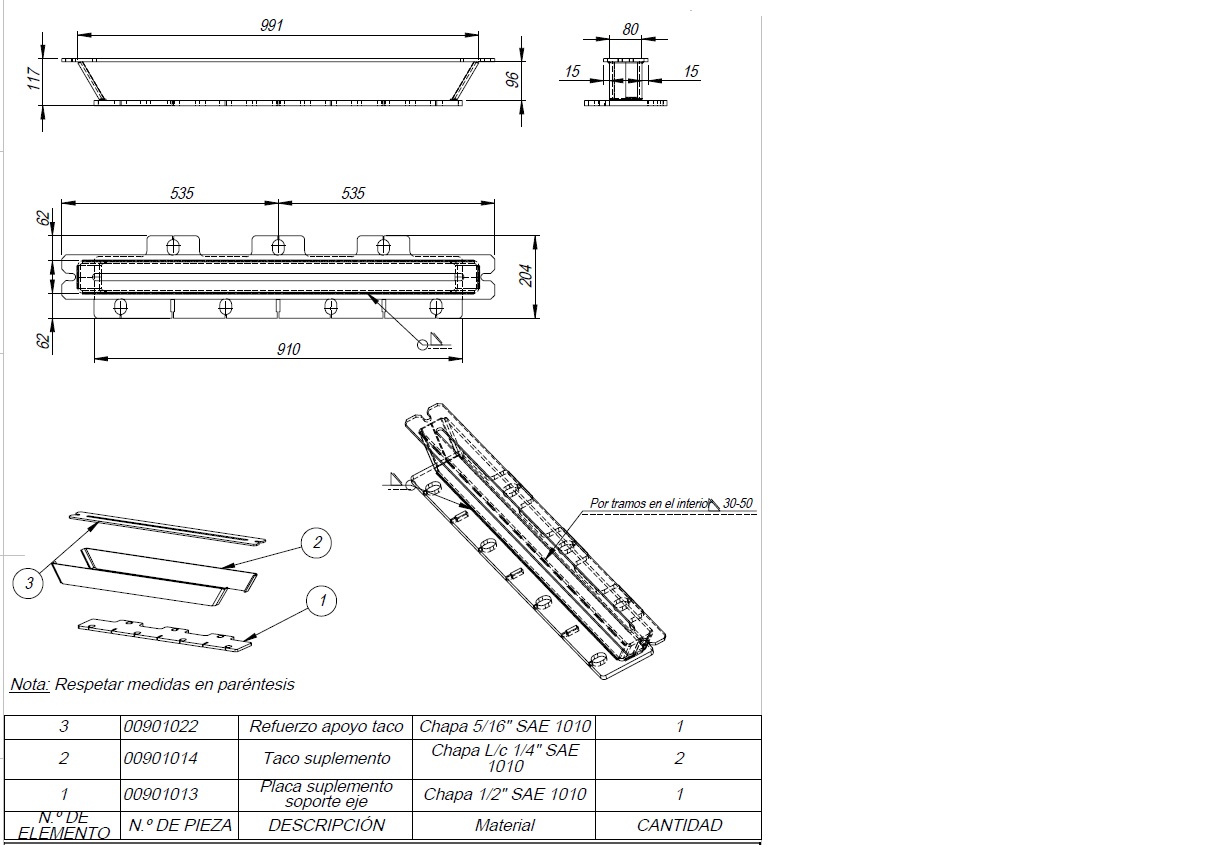 991
117
96
80
15
15
535
535
62
62
204
910
Por tramos en el interior 30-50
2
3
1
Nota: Respetar medidas en paréntesis
3 00901022 Refuerzo apoyo taco Chapa 5/16" SAE 1010 1
2 00901014 Taco suplemento Chapa L/c 1/4" SAE 1010 2
1 00901013 Placa suplemento soporte eje Chapa 1/2" SAE 1010 1
N.º DE ELEMENTO N.º DE PIEZA DESCRIPCIÓN Material CANTIDAD